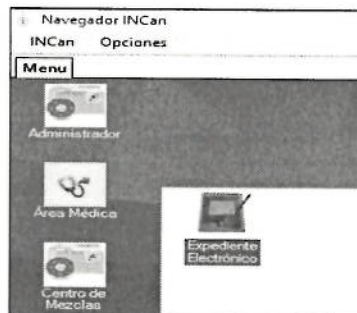 Navegador INCan
INCan Opciones
Menu
Administrador
Área Médica
Expediente
Electrónico
Centro de
Mezclas